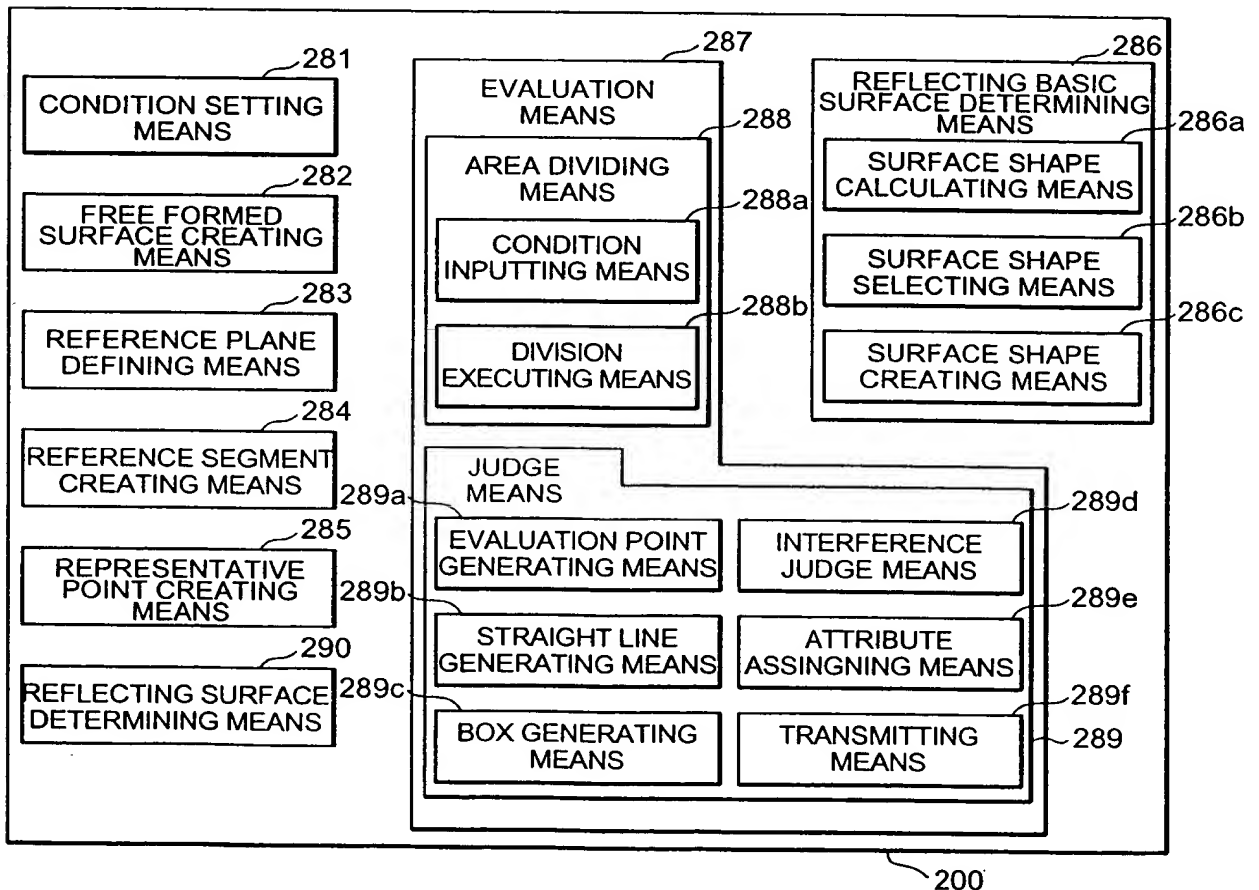 281
CONDITION SETTING
MEANS
282
FREE FORMED
SURFACE CREATING
MEANS
283
REFERENCE PLANE
DEFINING MEANS
284
REFERENCE SEGMENT
CREATING MEANS
285
REPRESENTATIVE
POINT CREATING
MEANS
290
REFLECTING SURFACE
DETERMINING MEANS
287
EVALUATION
MEANS
288
AREA DIVIDING
MEANS
288a
CONDITION
INPUTTING MEANS
288b
DIVISION
EXECUTING MEANS
JUDGE
MEANS
289a
EVALUATION POINT
GENERATING MEANS
289b
STRAIGHT LINE
GENERATING MEANS
289c
BOX GENERATING
MEANS
289d
INTERFERENCE
JUDGE MEANS
289e
ATTRIBUTE
ASSINGNING MEANS
289f
TRANSMITTING
MEANS
289
286
REFLECTING BASIC
SURFACE DETERMINING
MEANS
286a
SURFACE SHAPE
CALCULATING MEANS
286b
SURFACE SHAPE
SELECTING MEANS
286c
SURFACE SHAPE
CREATING MEANS
200